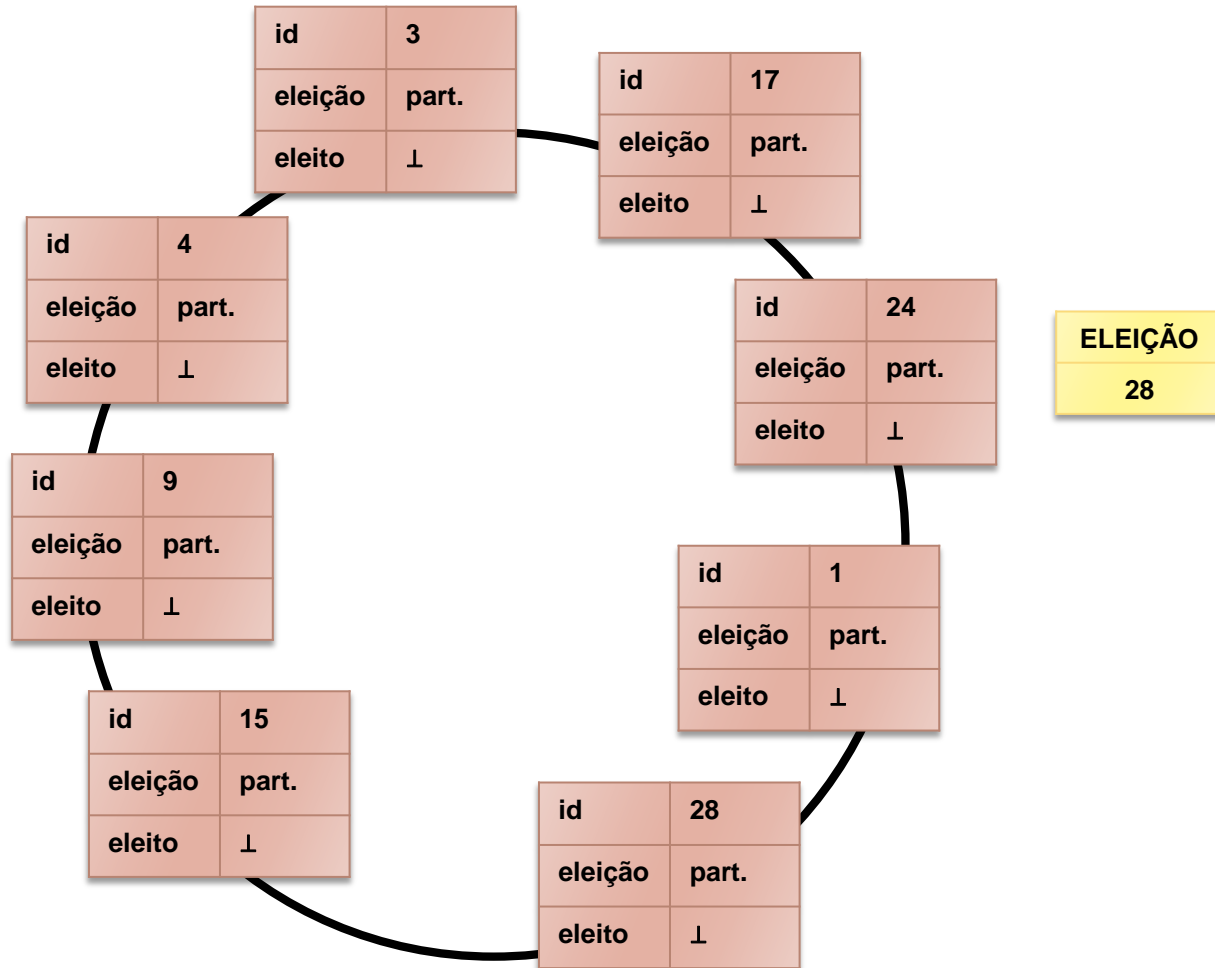 id 3
eleição part.
eleito ⊥
id 17
eleição part.
eleito ⊥
id 4
eleição part.
eleito ⊥
id 24
eleição part.
eleito ⊥
ELEIÇÃO
28
id 9
eleição part.
eleito ⊥
id 1
eleição part.
eleito ⊥
id 15
eleição part.
eleito ⊥
id 28
eleição part.
eleito ⊥